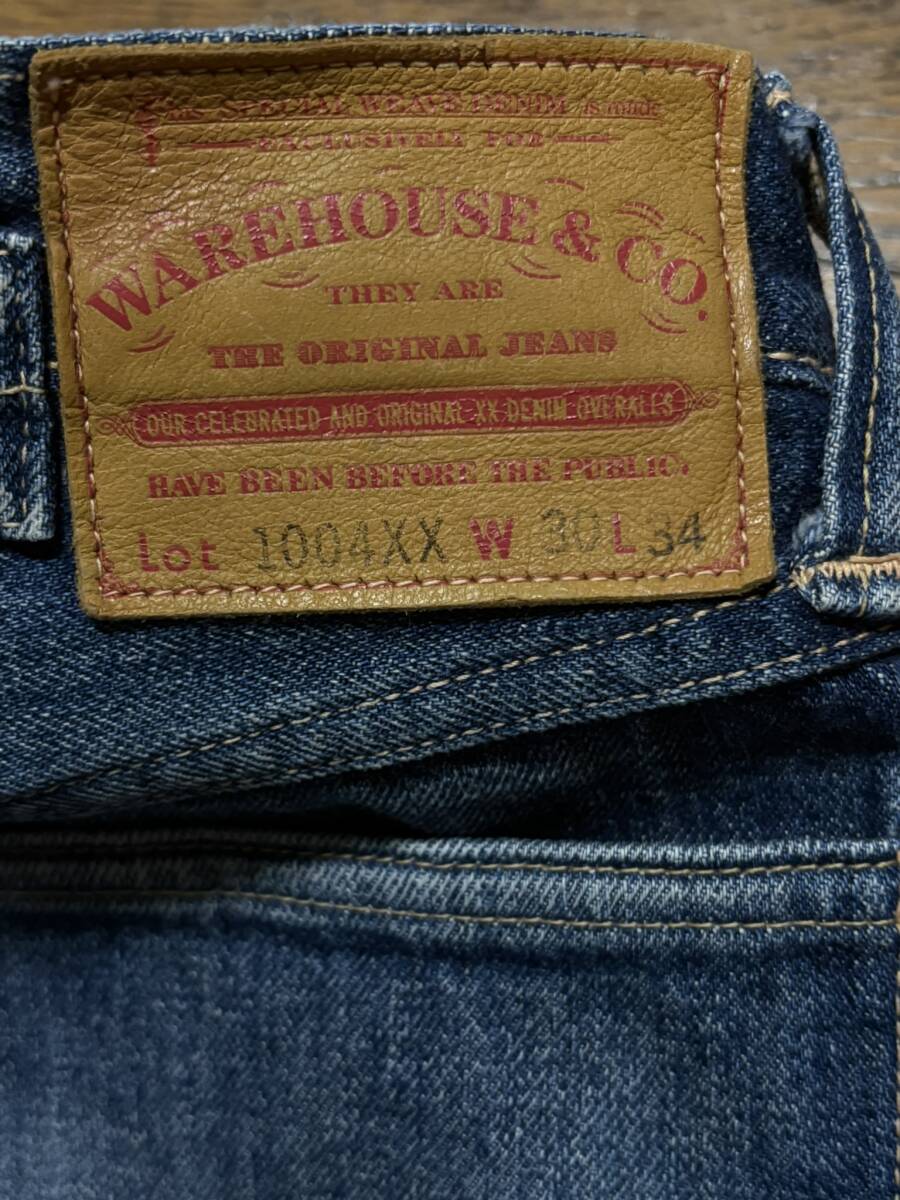 This SPECIAL WEAVE DENIM is made
EXCLUSIVELY FOR
WAREHOUSE & CO.
THEY ARE
THE ORIGINAL JEANS
OUR CELEBRATED AND ORIGINAL XX DENIM OVERALLS
HAVE BEEN BEFORE THE PUBLIC.
Lot 1004XX W 30 L 34